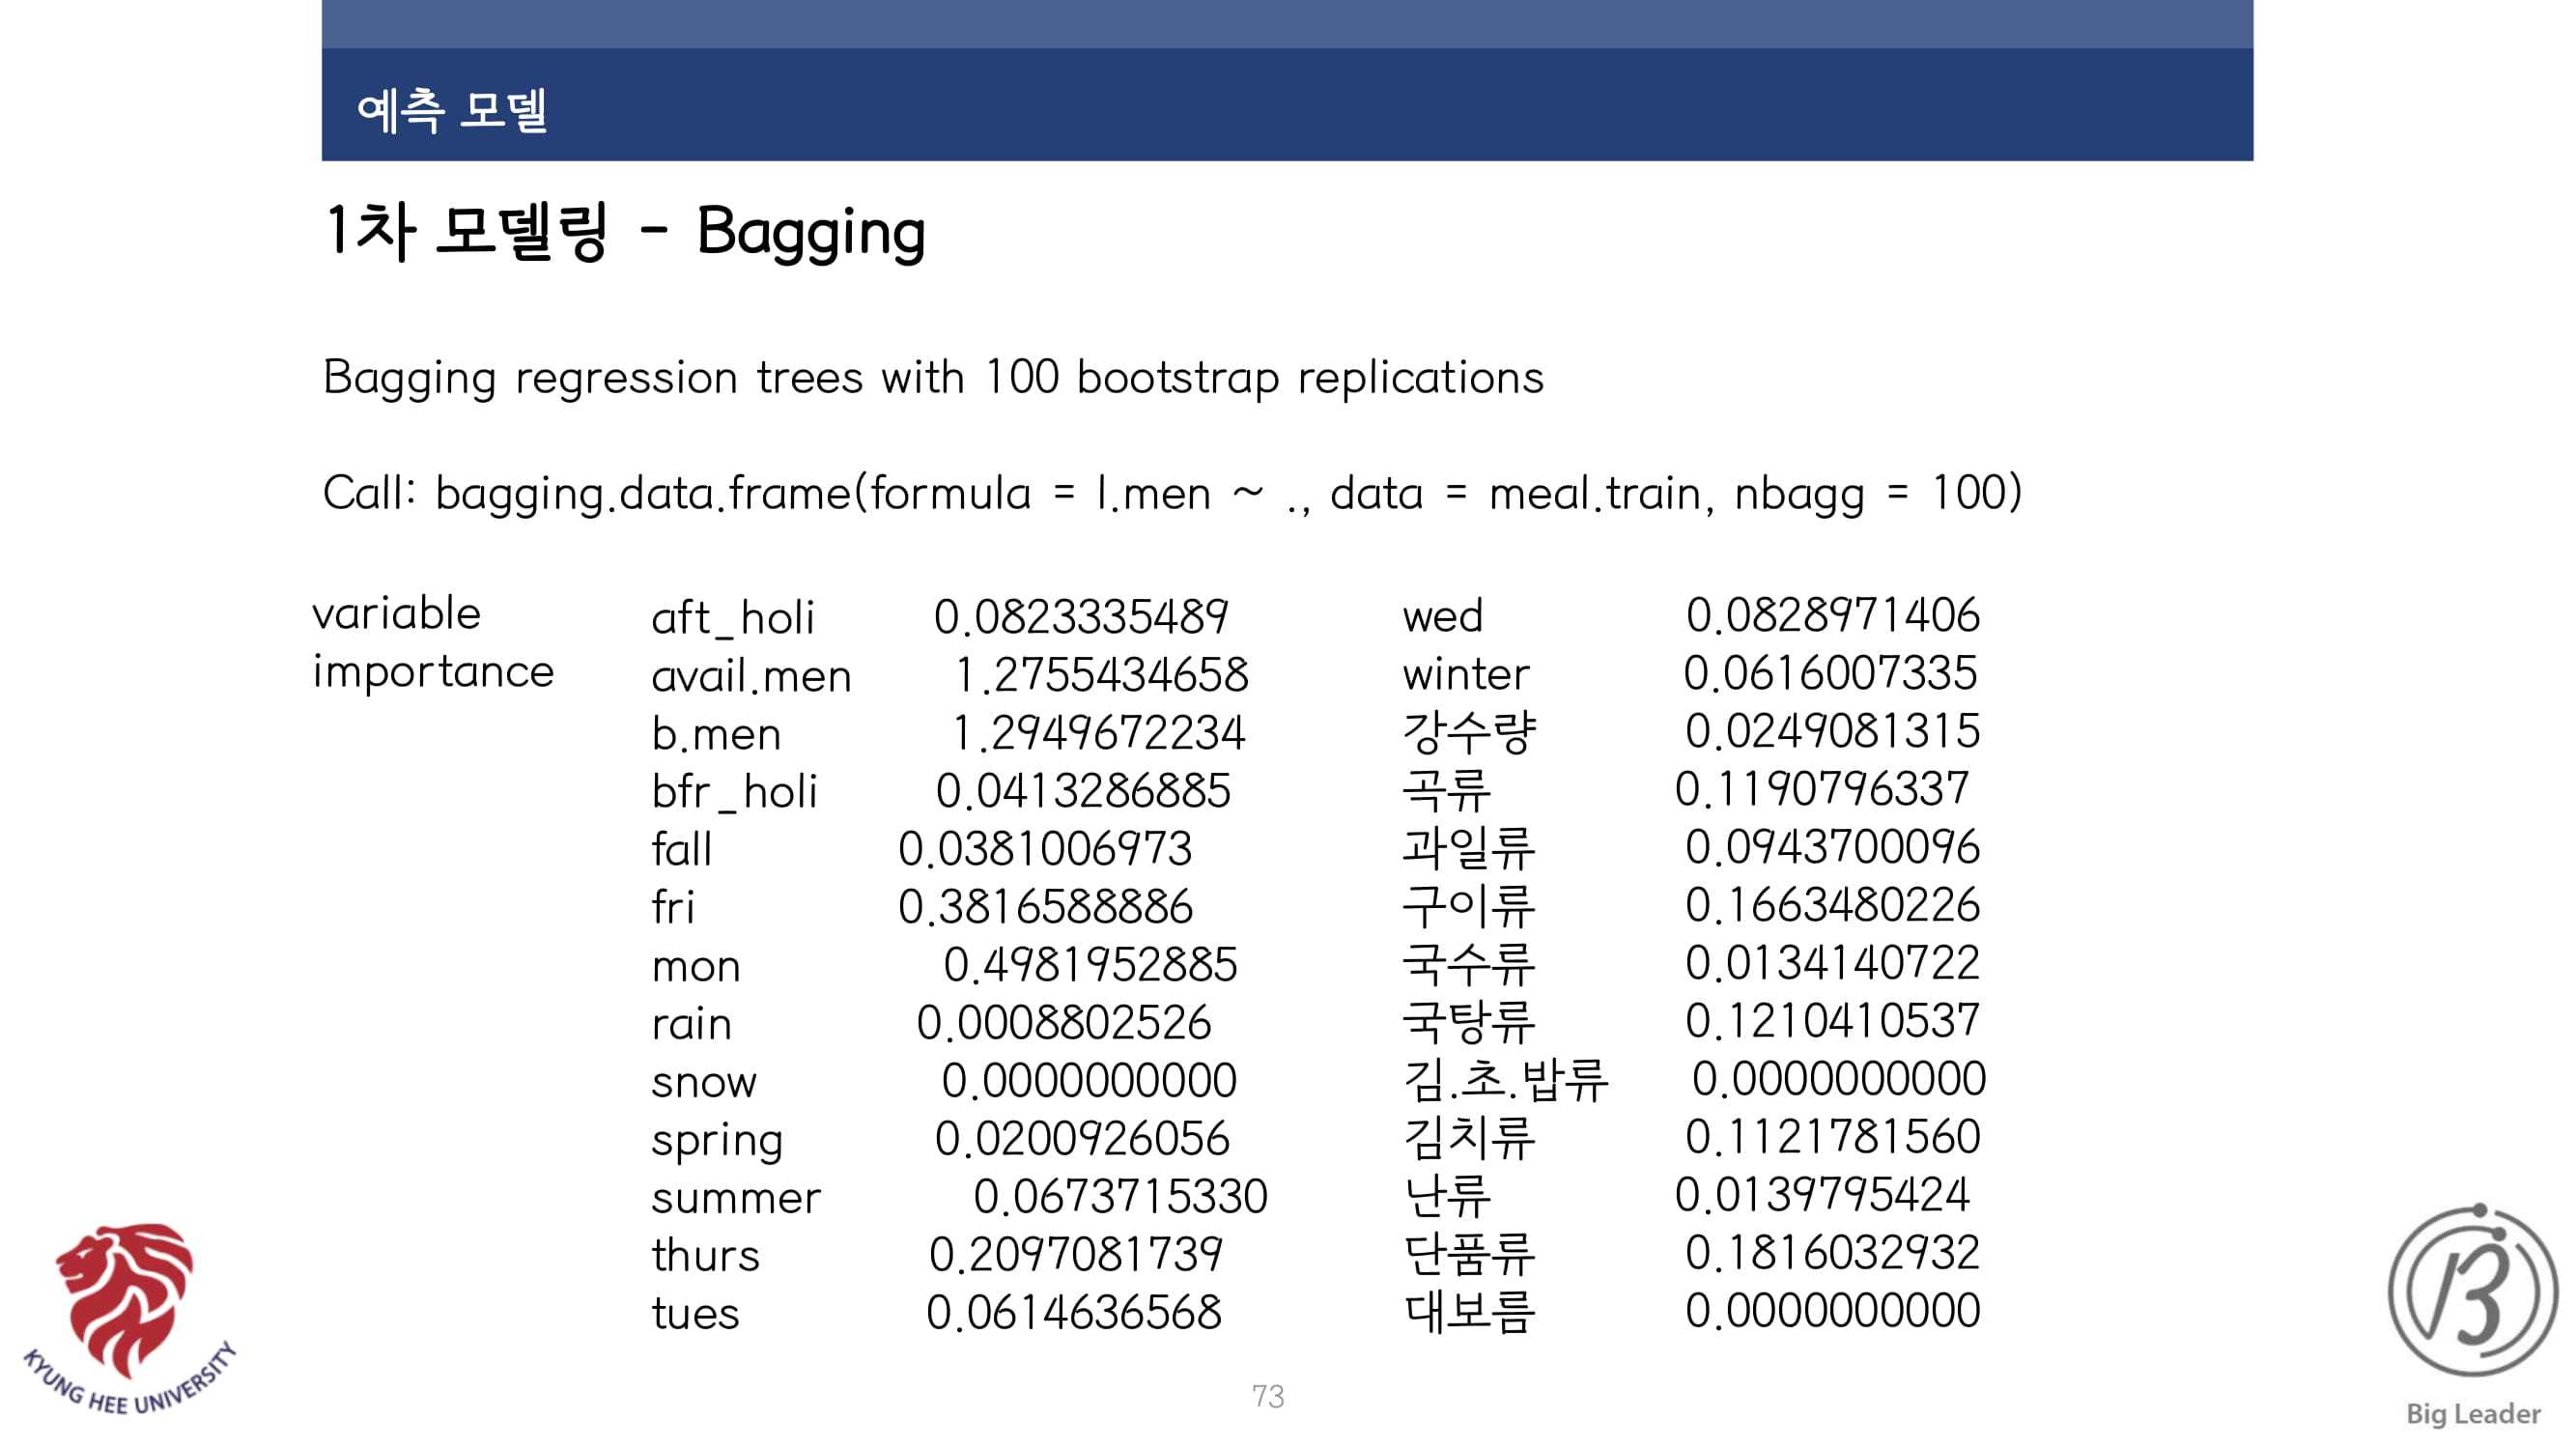 예측 모델
1차 모델링 - Bagging
Bagging regression trees with 100 bootstrap replications
Call: bagging.data.frame(formula = l.men ~ ., data = meal.train, nbagg = 100)
variable
importance
aft_holi 0.0823335489
avail.men 1.2755434658
b.men 1.2949672234
bfr_holi 0.0413286885
fall 0.0381006973
fri 0.3816588886
mon 0.4981952885
rain 0.0008802526
snow 0.0000000000
spring 0.0200926056
summer 0.0673715330
thurs 0.2097081739
tues 0.0614636568
wed 0.0828971406
winter 0.0616007335
강수량 0.0249081315
곡류 0.1190796337
과일류 0.0943700096
구이류 0.1663480226
국수류 0.0134140722
국탕류 0.1210410537
김.초.밥류 0.0000000000
김치류 0.1121781560
난류 0.0139795424
단품류 0.1816032932
대보름 0.0000000000
KYUNG HEE UNIVERSITY
73
Big Leader